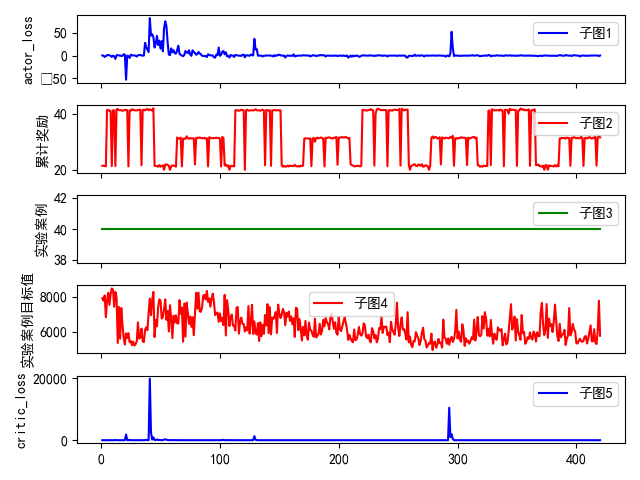 actor_loss
50
0
□50
子图1
累计奖励
40
20
子图2
实验案例
42
40
38
子图3
实验案例目标值
8000
6000
子图4
critic_loss
20000
0
子图5
0 100 200 300 400